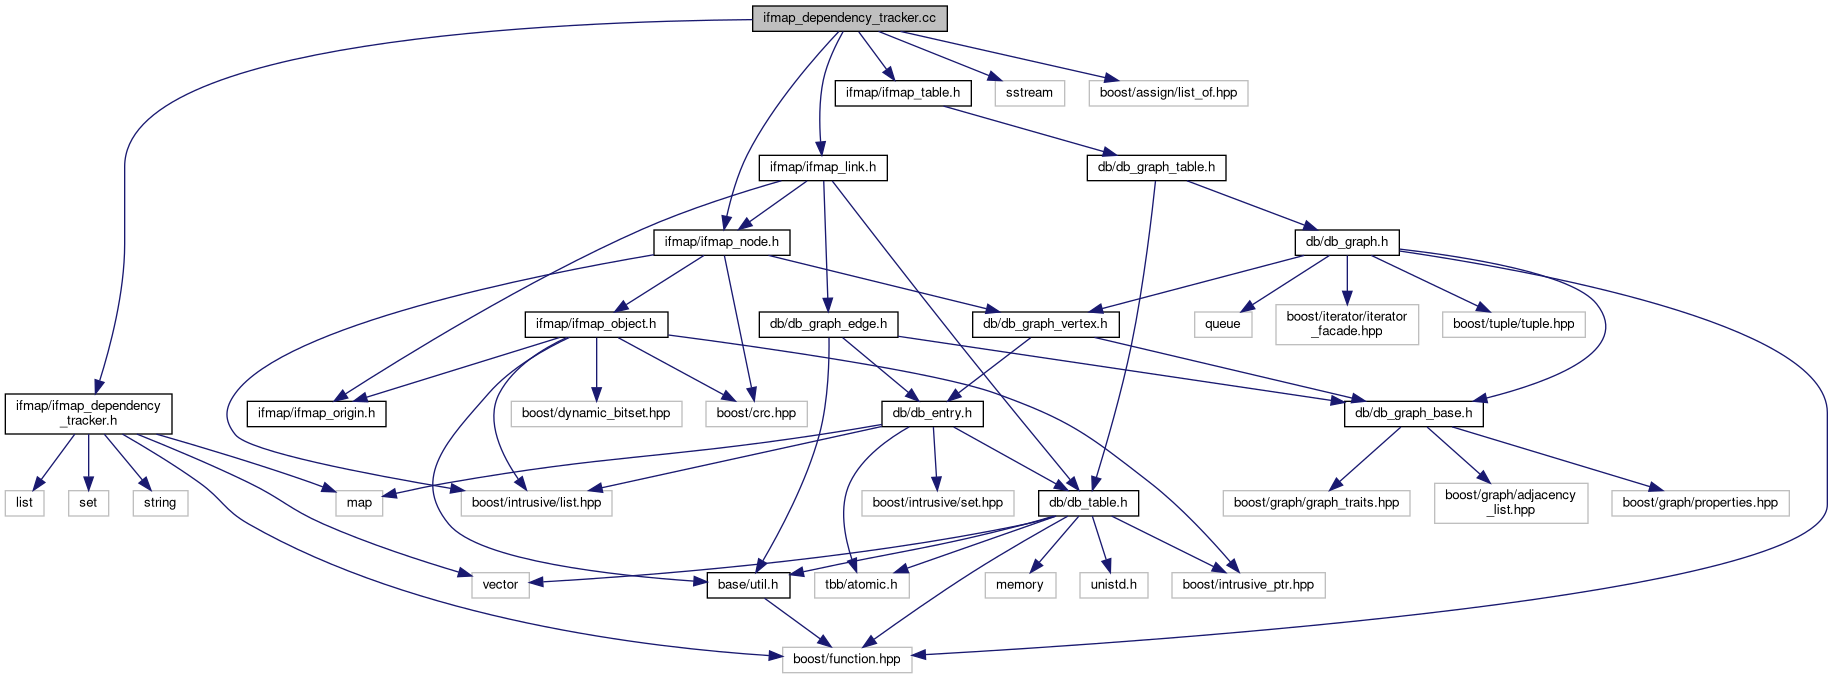 ifmap_dependency_tracker.cc
ifmap/ifmap_table.h
sstream
boost/assign/list_of.hpp
ifmap/ifmap_link.h
db/db_graph_table.h
ifmap/ifmap_node.h
db/db_graph.h
ifmap/ifmap_object.h
db/db_graph_edge.h
db/db_graph_vertex.h
queue
boost/iterator/iterator
_facade.hpp
boost/tuple/tuple.hpp
ifmap/ifmap_dependency
_tracker.h
ifmap/ifmap_origin.h
boost/dynamic_bitset.hpp
boost/crc.hpp
db/db_entry.h
db/db_graph_base.h
list
set
string
map
boost/intrusive/list.hpp
boost/intrusive/set.hpp
db/db_table.h
boost/graph/graph_traits.hpp
boost/graph/adjacency
_list.hpp
boost/graph/properties.hpp
vector
base/util.h
tbb/atomic.h
memory
unistd.h
boost/intrusive_ptr.hpp
boost/function.hpp